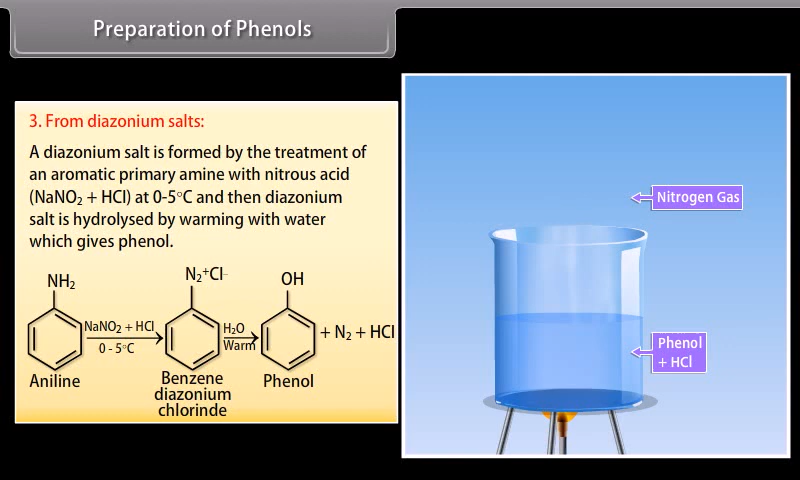 Preparation of Phenols
3. From diazonium salts:
A diazonium salt is formed by the treatment of
an aromatic primary amine with nitrous acid
(NaNO₂ + HCl) at 0-5°C and then diazonium
salt is hydrolysed by warming with water
which gives phenol.
NH₂
N₂⁺Cl⁻
OH
NaNO₂ + HCl
0 - 5°C
H₂O
Warm
+ N₂ + HCl
Aniline
Benzene
diazonium
chlorinde
Phenol
Nitrogen Gas
Phenol
+ HCl